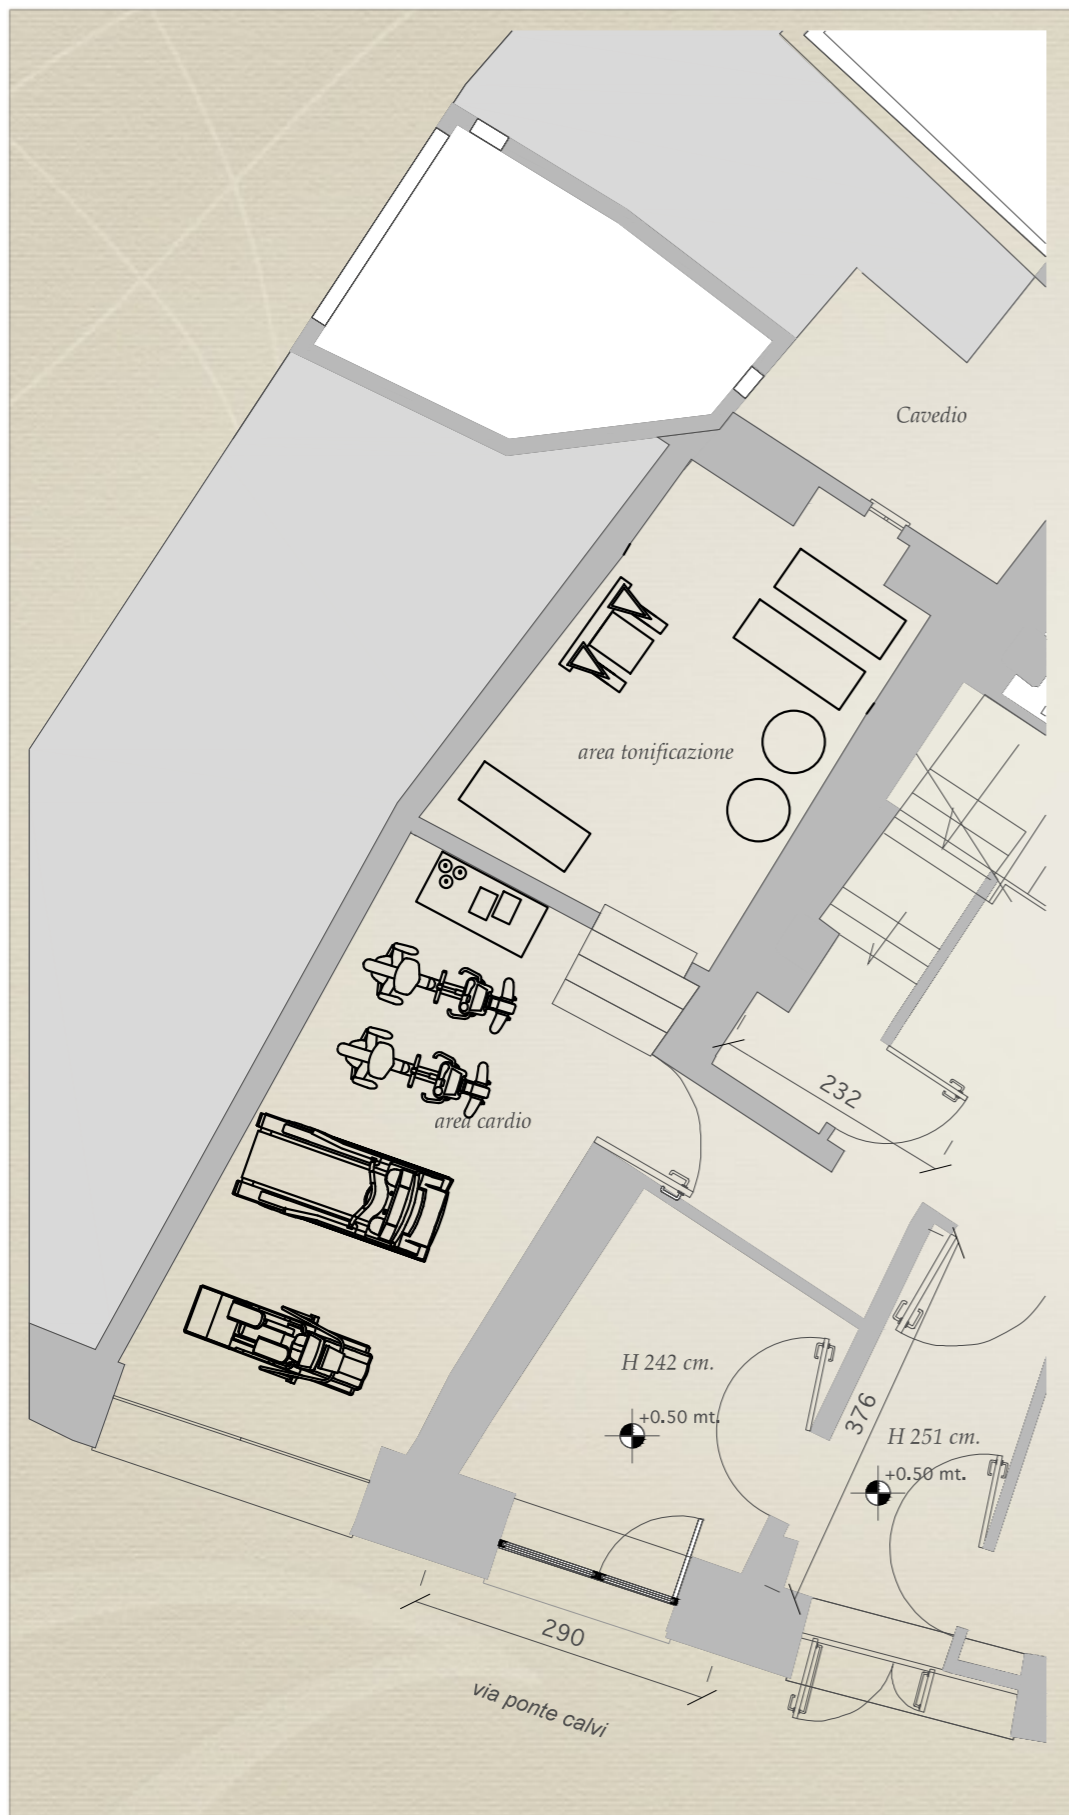 Cavedio
area tonificazione
232
area cardio
H 242 cm.
+0.50 mt.
376
H 251 cm.
+0.50 mt.
290
via ponte calvi